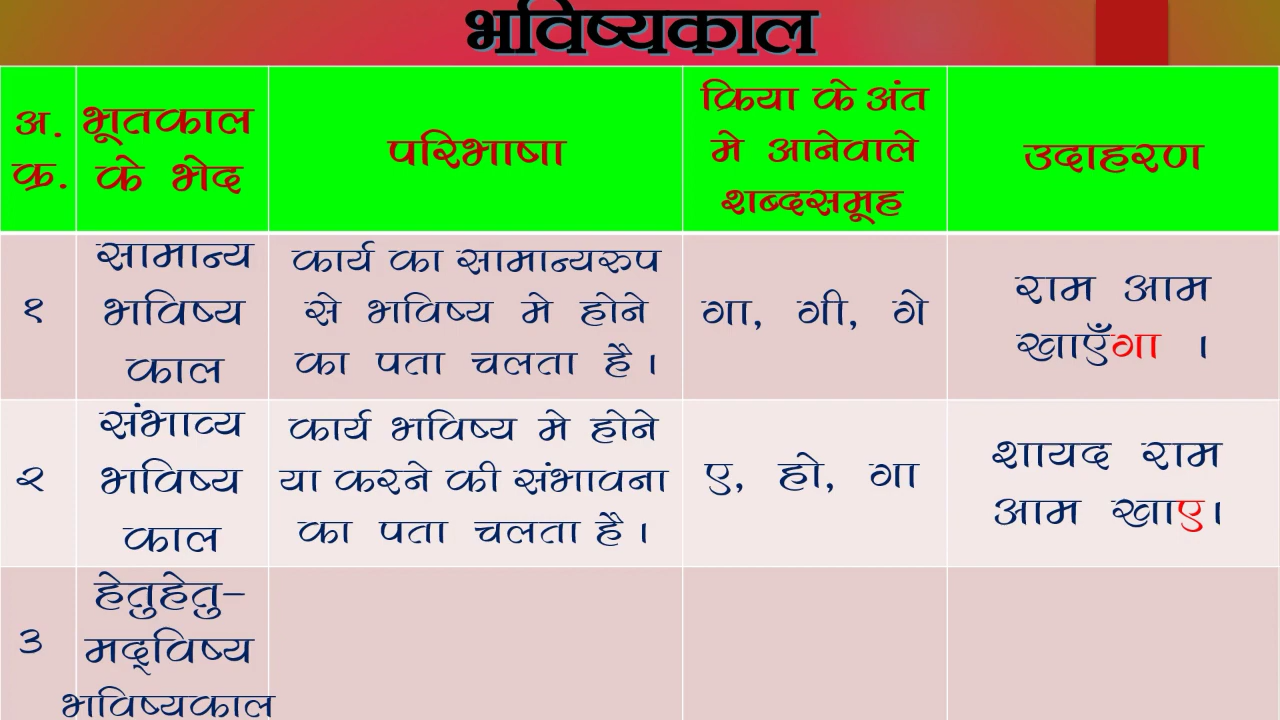 भविष्यकाल
अ.
क्र.
भूतकाल
के भेद
परिभाषा
क्रिया के अंत
मे आनेवाले
शब्दसमूह
उदाहरण
१
सामान्य
भविष्य
काल
कार्य का सामान्यरुप
से भविष्य मे होने
का पता चलता है ।
गा, गी, गे
राम आम
खाएँगा ।
२
संभाव्य
भविष्य
काल
कार्य भविष्य मे होने
या करने की संभावना
का पता चलता है ।
ए, हो, गा
शायद राम
आम खाए।
३
हेतुहेतु-
मद्विष्य
भविष्यकाल